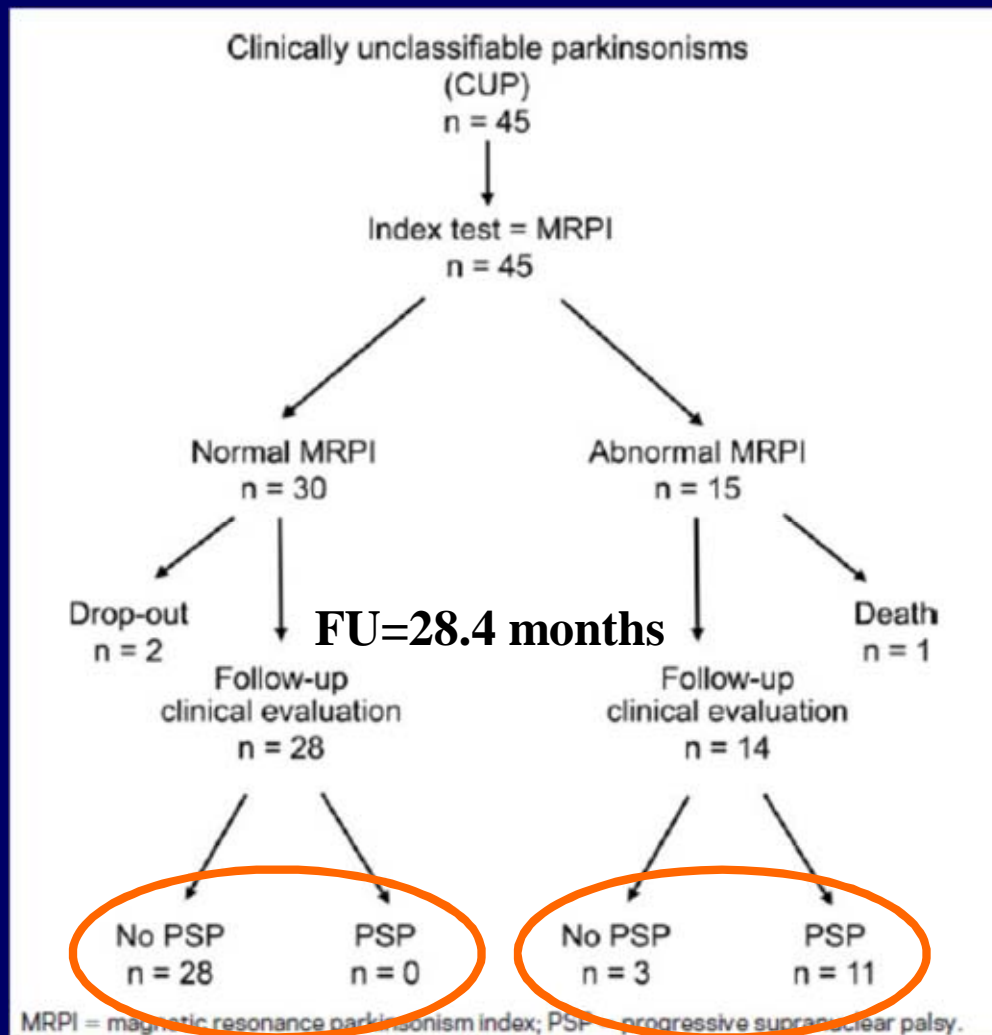 Clinically unclassifiable parkinsonisms
(CUP)
n = 45
Index test = MRPI
n = 45
Normal MRPI
n = 30
Abnormal MRPI
n = 15
Drop-out
n = 2
FU=28.4 months
Death
n = 1
Follow-up
clinical evaluation
n = 28
Follow-up
clinical evaluation
n = 14
No PSP
n = 28
PSP
n = 0
No PSP
n = 3
PSP
n = 11
MRPI = magnetic resonance parkinsonism index; PSP = progressive supranuclear palsy.